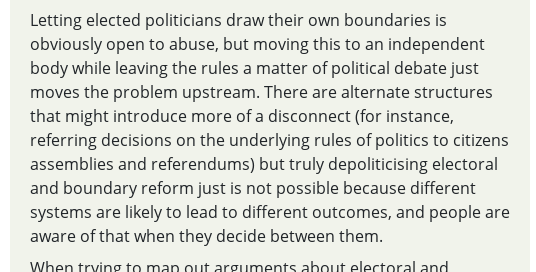 Letting elected politicians draw their own boundaries is
obviously open to abuse, but moving this to an independent
body while leaving the rules a matter of political debate just
moves the problem upstream. There are alternate structures
that might introduce more of a disconnect (for instance,
referring decisions on the underlying rules of politics to citizens
assemblies and referendums) but truly depoliticising electoral
and boundary reform just is not possible because different
systems are likely to lead to different outcomes, and people are
aware of that when they decide between them.
When trying to map out arguments about electoral and